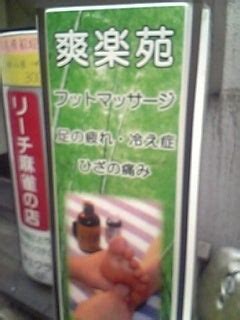 爽楽苑
フットマッサージ
足の疲れ・冷え症
ひざの痛み
リーチ麻雀の店